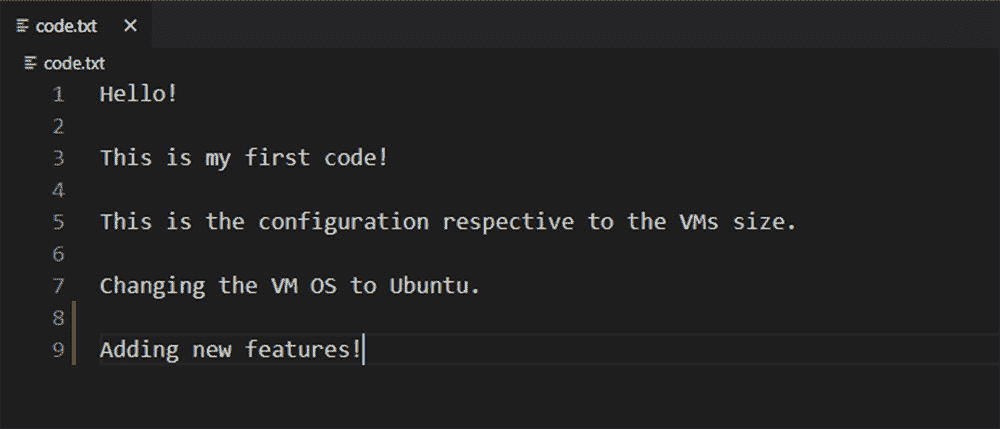 code.txt
code.txt
1 Hello!
2
3 This is my first code!
4
5 This is the configuration respective to the VMs size.
6
7 Changing the VM OS to Ubuntu.
8
9 Adding new features!